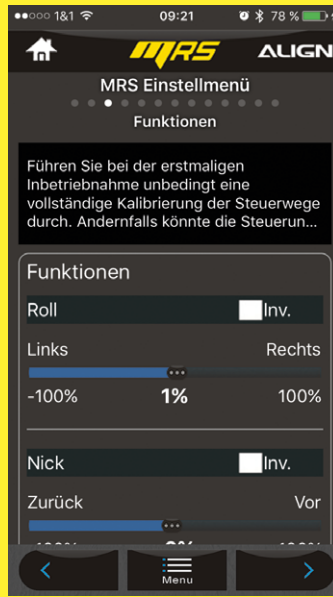 1&1 09:21 78 %
MRS ALIGN
MRS Einstellmenü
Funktionen
Führen Sie bei der erstmaligen
Inbetriebnahme unbedingt eine
vollständige Kalibrierung der Steuerwege
durch. Andernfalls könnte die Steuerun...
Funktionen
Roll Inv.
Links Rechts
-100% 1% 100%
Nick Inv.
Zurück Vor
Menu